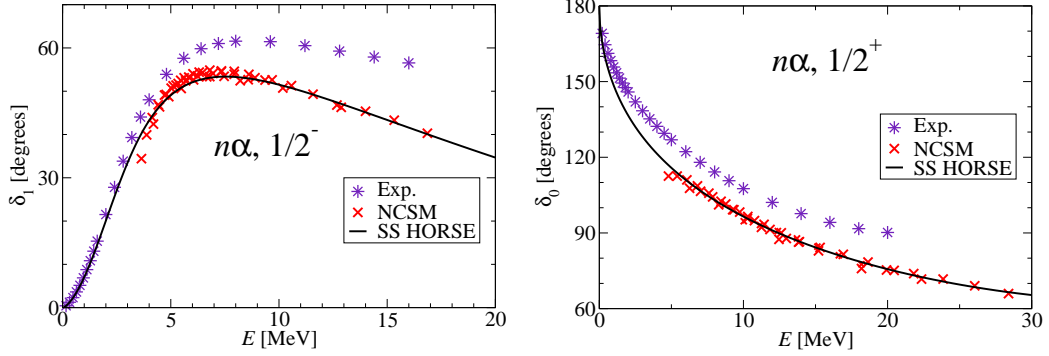 60
30
0
δ₁ [degrees]
nα, 1/2⁻
Exp.
NCSM
SS HORSE
0 5 10 15 20
E [MeV]
180
150
120
90
60
δ₀ [degrees]
nα, 1/2⁺
Exp.
NCSM
SS HORSE
0 10 20 30
E [MeV]